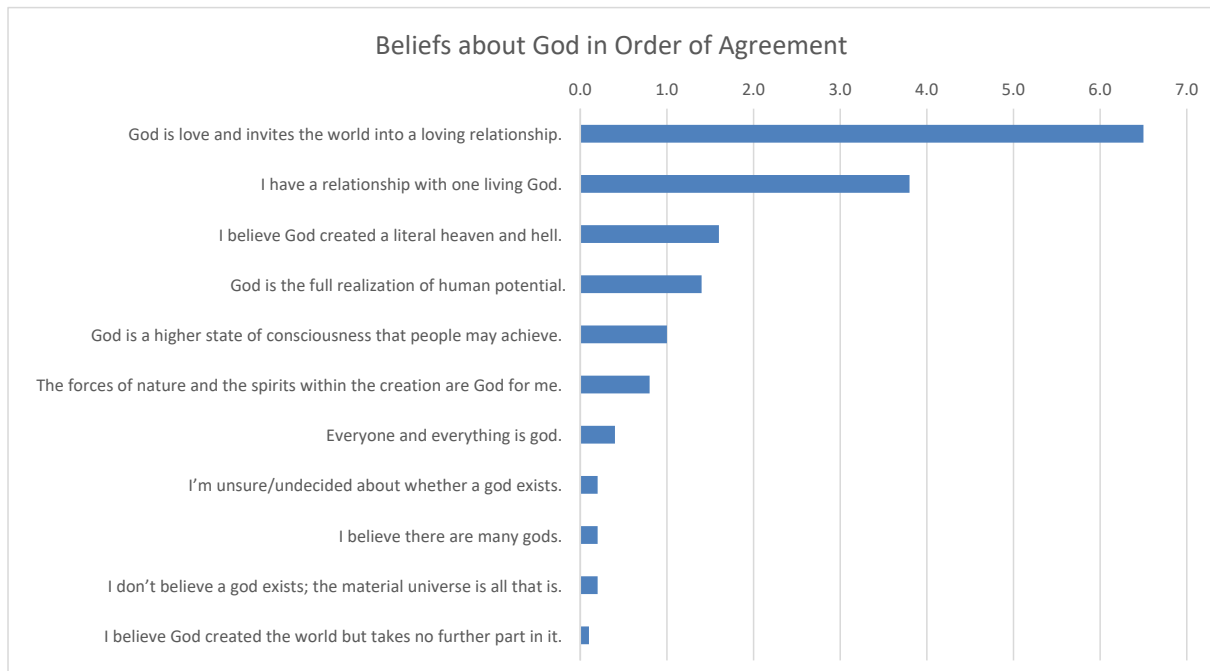 Beliefs about God in Order of Agreement
0.0 1.0 2.0 3.0 4.0 5.0 6.0 7.0
God is love and invites the world into a loving relationship.
I have a relationship with one living God.
I believe God created a literal heaven and hell.
God is the full realization of human potential.
God is a higher state of consciousness that people may achieve.
The forces of nature and the spirits within the creation are God for me.
Everyone and everything is god.
I’m unsure/undecided about whether a god exists.
I believe there are many gods.
I don’t believe a god exists; the material universe is all that is.
I believe God created the world but takes no further part in it.